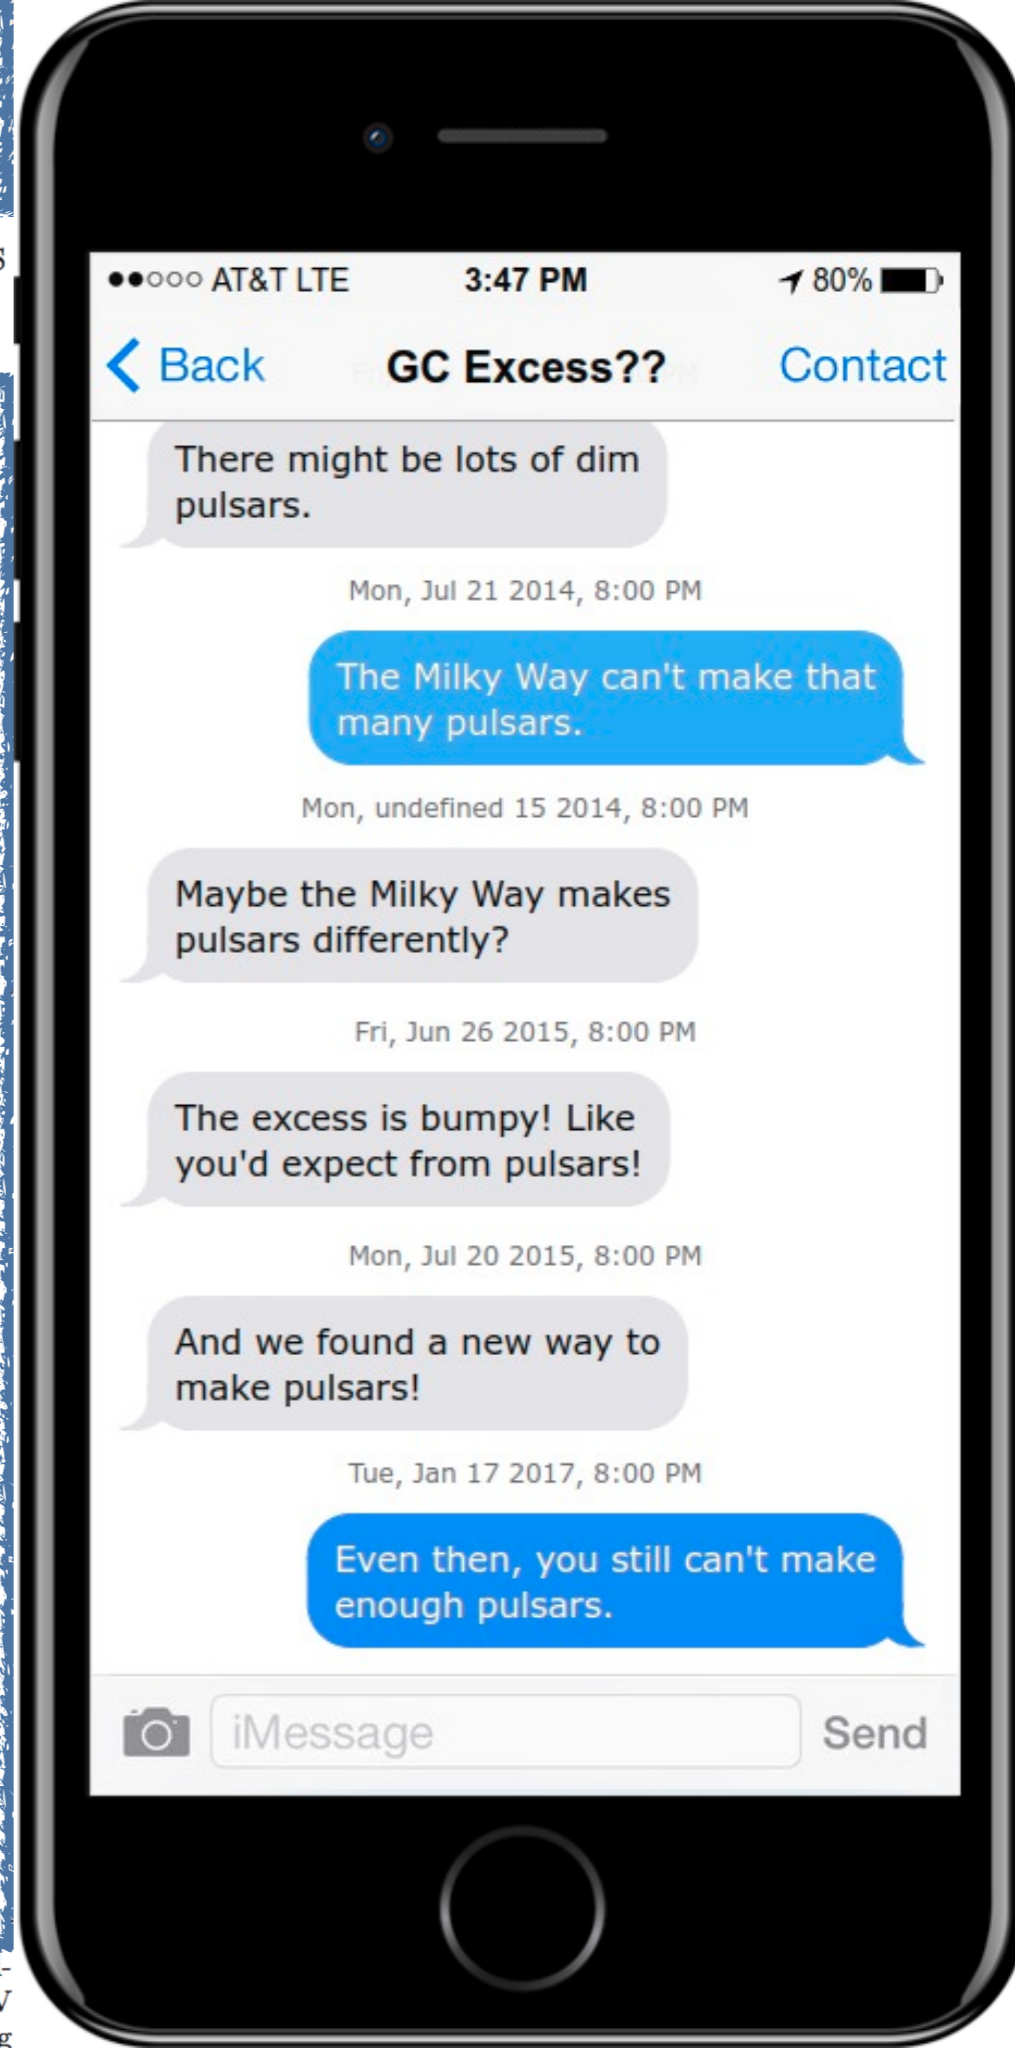 AT&T LTE 3:47 PM 80%
Back GC Excess?? Contact
There might be lots of dim
pulsars.
Mon, Jul 21 2014, 8:00 PM
The Milky Way can't make that
many pulsars.
Mon, undefined 15 2014, 8:00 PM
Maybe the Milky Way makes
pulsars differently?
Fri, Jun 26 2015, 8:00 PM
The excess is bumpy! Like
you'd expect from pulsars!
Mon, Jul 20 2015, 8:00 PM
And we found a new way to
make pulsars!
Tue, Jan 17 2017, 8:00 PM
Even then, you still can't make
enough pulsars.
iMessage Send